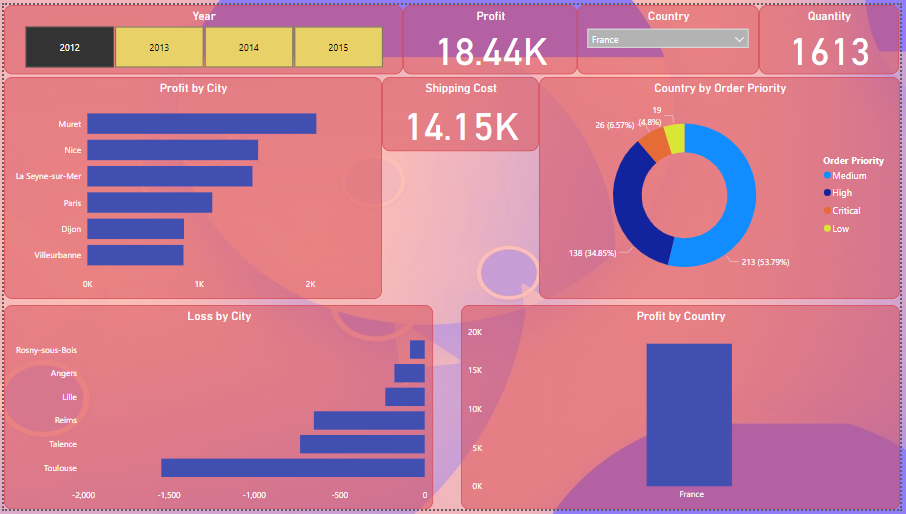 Year
2012
2013
2014
2015
Profit
18.44K
Country
France
Quantity
1613
Profit by City
Muret
Nice
La Seyne-sur-Mer
Paris
Dijon
Villeurbanne
0K 1K 2K
Shipping Cost
14.15K
Country by Order Priority
19
(4.8%)
26 (6.57%)
138 (34.85%)
213 (53.79%)
Order Priority
Medium
High
Critical
Low
Loss by City
Rosny-sous-Bois
Angers
Lille
Reims
Talence
Toulouse
-2,000 -1,500 -1,000 -500 0
Profit by Country
20K
15K
10K
5K
0K
France